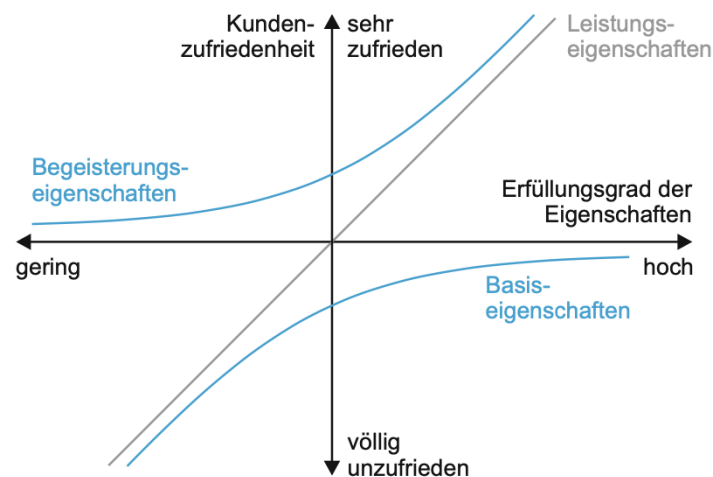 Kunden-
zufriedenheit
sehr
zufrieden
Leistungs-
eigenschaften
Begeisterungs-
eigenschaften
Erfüllungsgrad der
Eigenschaften
gering
hoch
Basis-
eigenschaften
völlig
unzufrieden